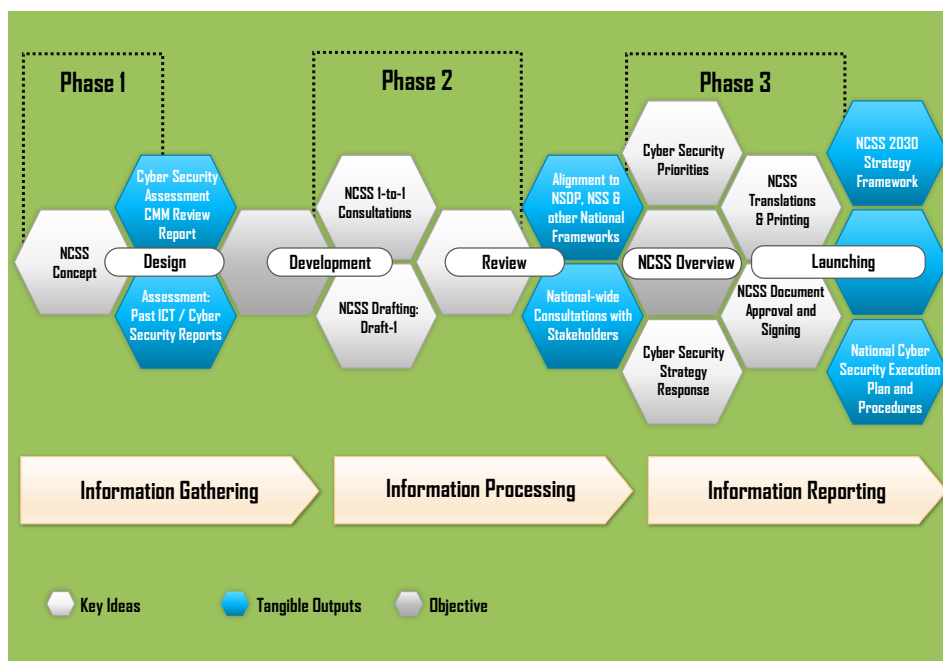 Phase 1
Phase 2
Phase 3
NCSS
Concept
Cyber Security
Assessment
CMM Review
Report
Design
Assessment:
Past ICT / Cyber
Security Reports
Development
NCSS 1-to-1
Consultations
NCSS Drafting:
Draft-1
Review
Alignment to
NSDP, NSS &
other National
Frameworks
National-wide
Consultations with
Stakeholders
Cyber Security
Priorities
NCSS Overview
Cyber Security
Strategy
Response
NCSS
Translations
& Printing
Launching
NCSS Document
Approval and
Signing
NCSS 2030
Strategy
Framework
National Cyber
Security Execution
Plan and
Procedures
Information Gathering
Information Processing
Information Reporting
Key Ideas
Tangible Outputs
Objective